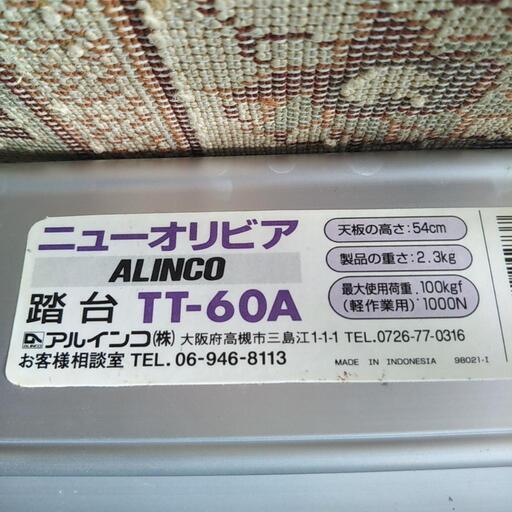 ニューオリビア
ALINCO
踏台 TT-60A
天板の高さ:54cm
製品の重さ:2.3kg
最大使用荷重.100kgf
(軽作業用):1000N
ALINCO アルインコ(株) 大阪府高槻市三島江1-1-1 TEL.0726-77-0316
お客様相談室 TEL. 06-946-8113
MADE IN INDONESIA 98021-1